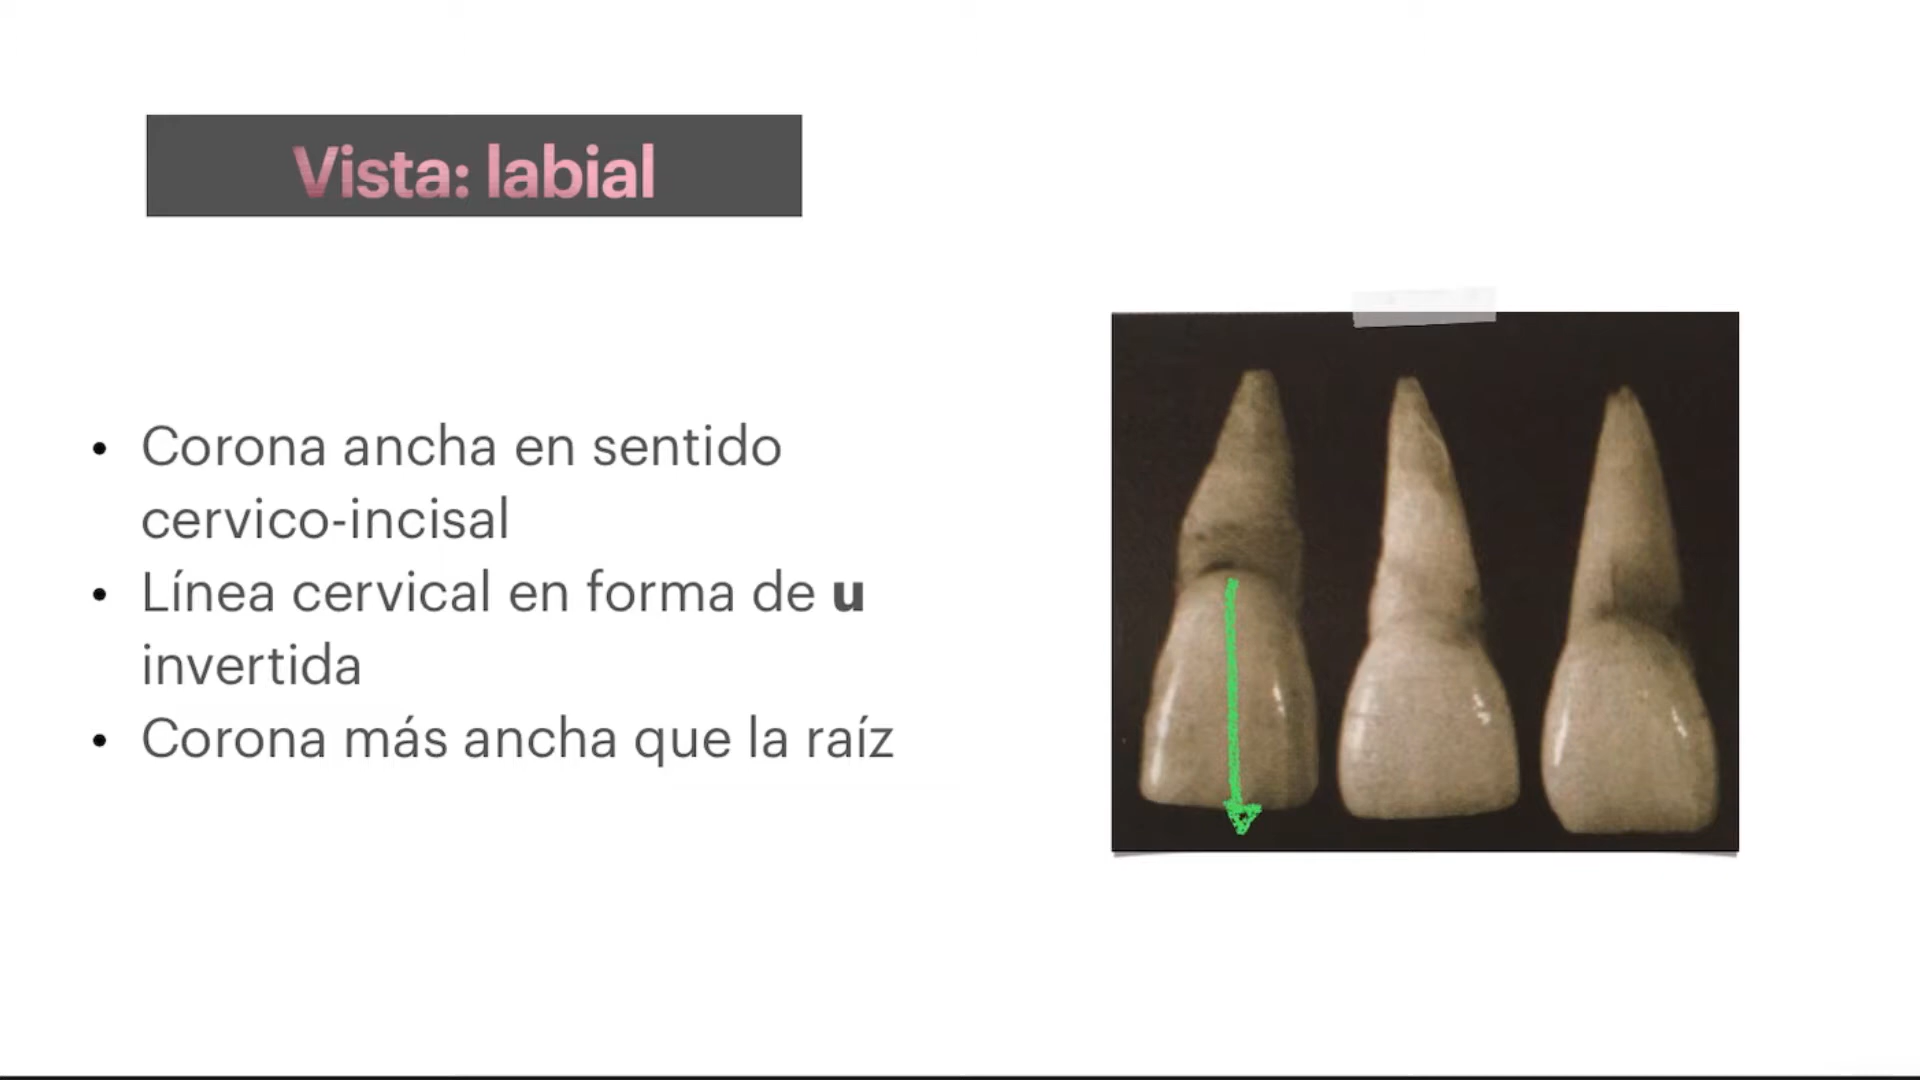 Vista: labial
• Corona ancha en sentido
cervico-incisal
• Línea cervical en forma de u
invertida
• Corona más ancha que la raíz